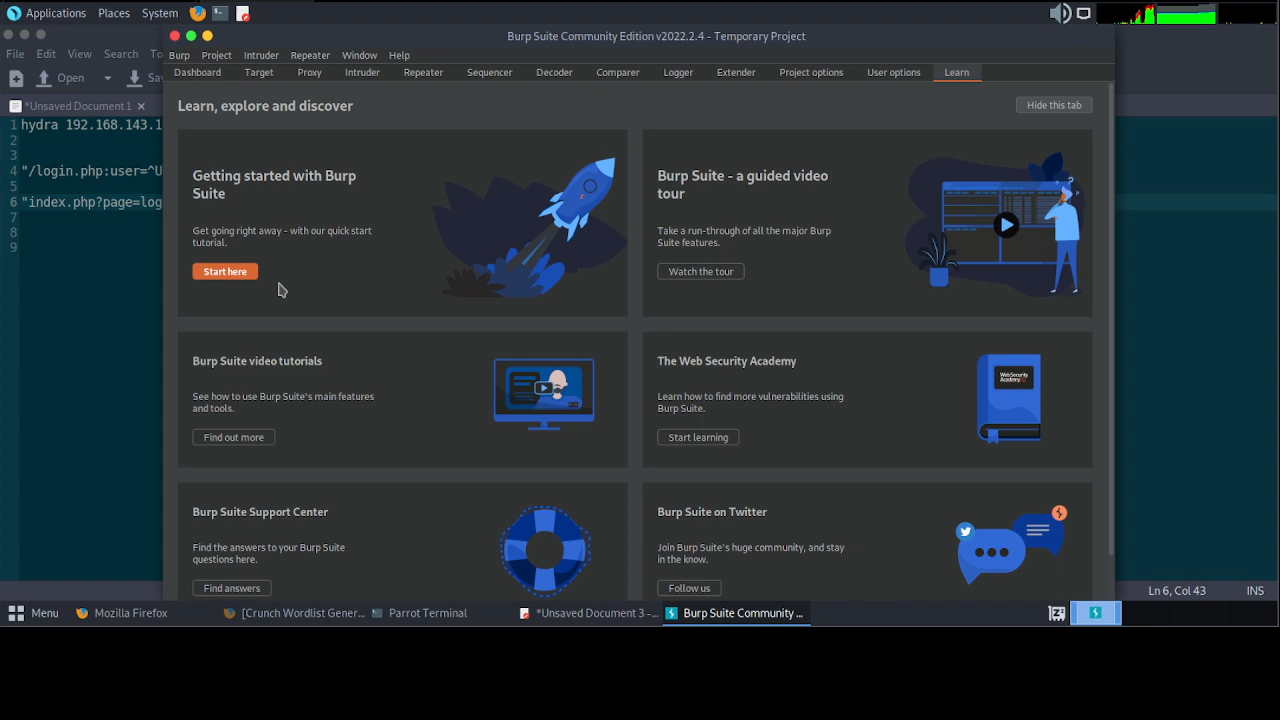 Applications Places System
Burp Suite Community Edition v2022.2.4 - Temporary Project
File Edit View Search
Burp Project Intruder Repeater Window Help
Open
Dashboard Target Proxy Intruder Repeater Sequencer Decoder Comparer Logger Extender Project options User options Learn
*Unsaved Document 1
Learn, explore and discover
Hide this tab
1 hydra 192.168.143.1
2
3
4 "/login.php:user=^U
5
6 "index.php?page=log
7
8
9
Getting started with Burp
Suite
Get going right away - with our quick start
tutorial.
Start here
Burp Suite - a guided video
tour
Take a run-through of all the major Burp
Suite features.
Watch the tour
Burp Suite video tutorials
See how to use Burp Suite's main features
and tools.
Find out more
The Web Security Academy
Learn how to find more vulnerabilities using
Burp Suite.
Start learning
WebSecurity
Academy
Burp Suite Support Center
Find the answers to your Burp Suite
questions here.
Find answers
Burp Suite on Twitter
Join Burp Suite's huge community, and stay
in the know.
Follow us
Ln 6, Col 43 INS
Menu Mozilla Firefox [Crunch Wordlist Gener... Parrot Terminal *Unsaved Document 3 -... Burp Suite Community ...